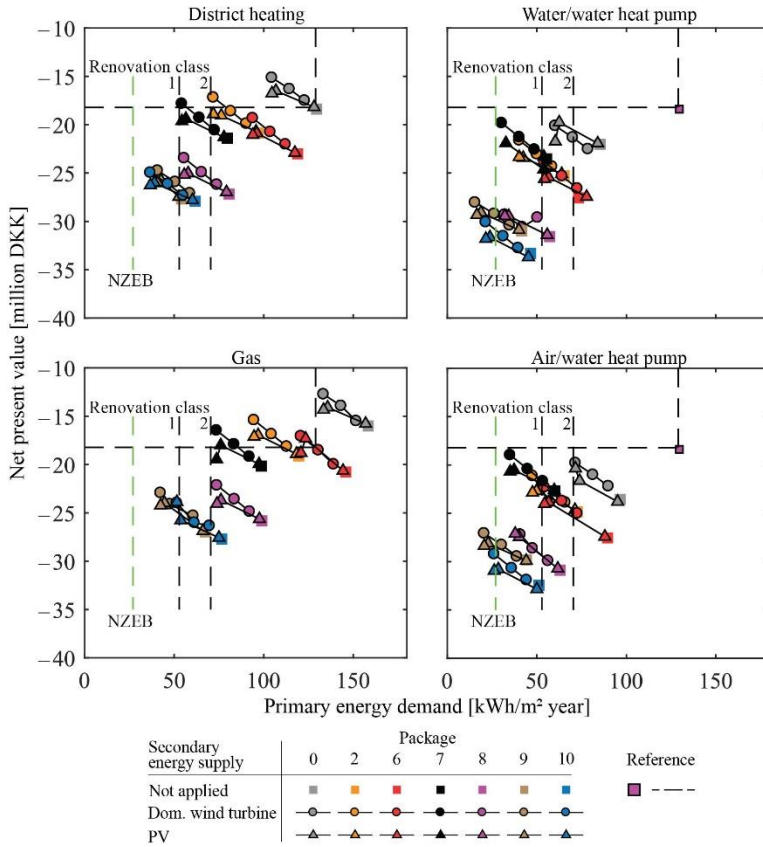 District heating
Water/water heat pump
Net present value [million DKK]
−10
−15
−20
−25
−30
−35
−40
Renovation class
1
2
NZEB
Renovation class
1
2
NZEB
Gas
Air/water heat pump
−10
−15
−20
−25
−30
−35
−40
Renovation class
1
2
NZEB
Renovation class
1
2
NZEB
0 50 100 150
0 50 100 150
Primary energy demand [kWh/m² year]
Package
Secondary
energy supply
0 2 6 7 8 9 10
Reference
Not applied
Dom. wind turbine
PV